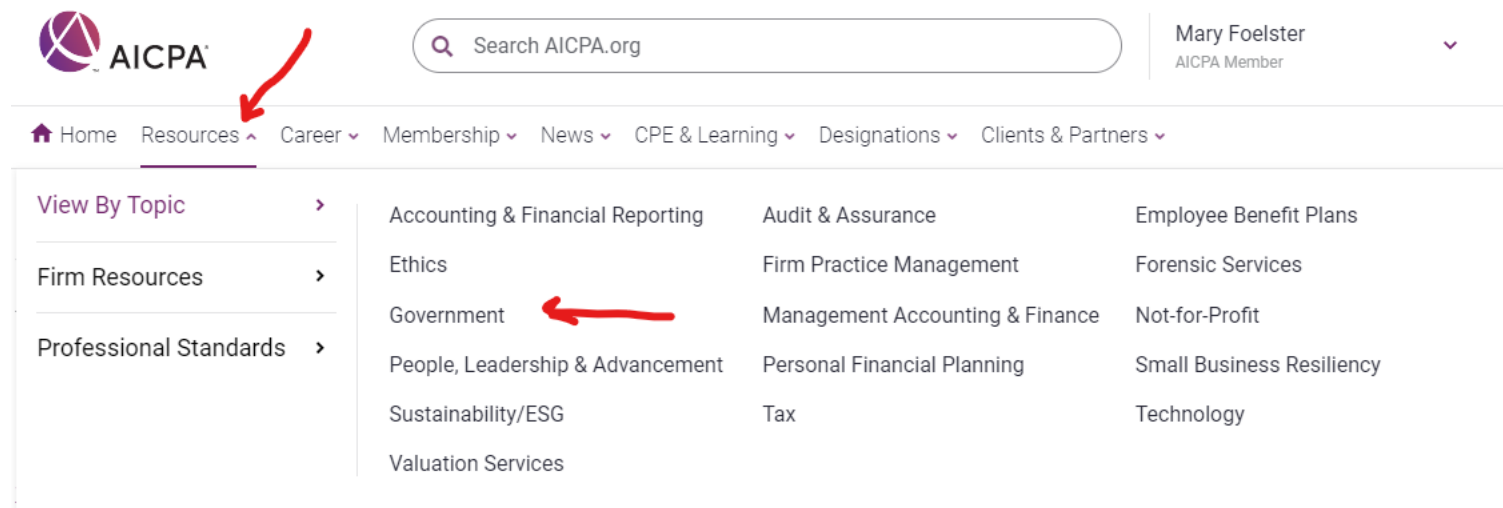 AICPA
Search AICPA.org
Mary Foelster
AICPA Member
Home Resources Career Membership News CPE & Learning Designations Clients & Partners
View By Topic
Firm Resources
Professional Standards
Accounting & Financial Reporting Audit & Assurance Employee Benefit Plans
Ethics Firm Practice Management Forensic Services
Government Management Accounting & Finance Not-for-Profit
People, Leadership & Advancement Personal Financial Planning Small Business Resiliency
Sustainability/ESG Tax Technology
Valuation Services